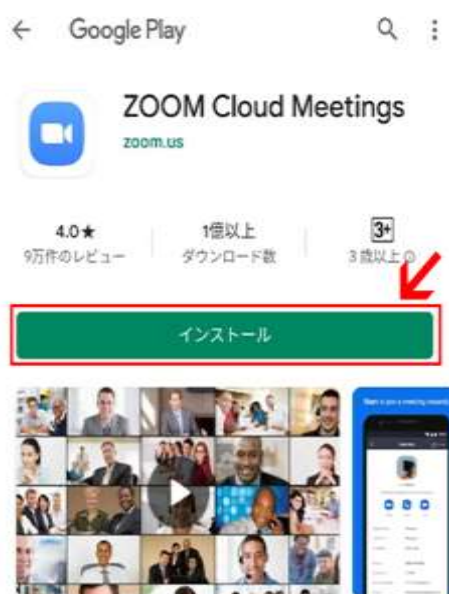 Google Play
ZOOM Cloud Meetings
zoom.us
4.0★
9万件のレビュー
1億以上
ダウンロード数
3+
3 歳以上
インストール